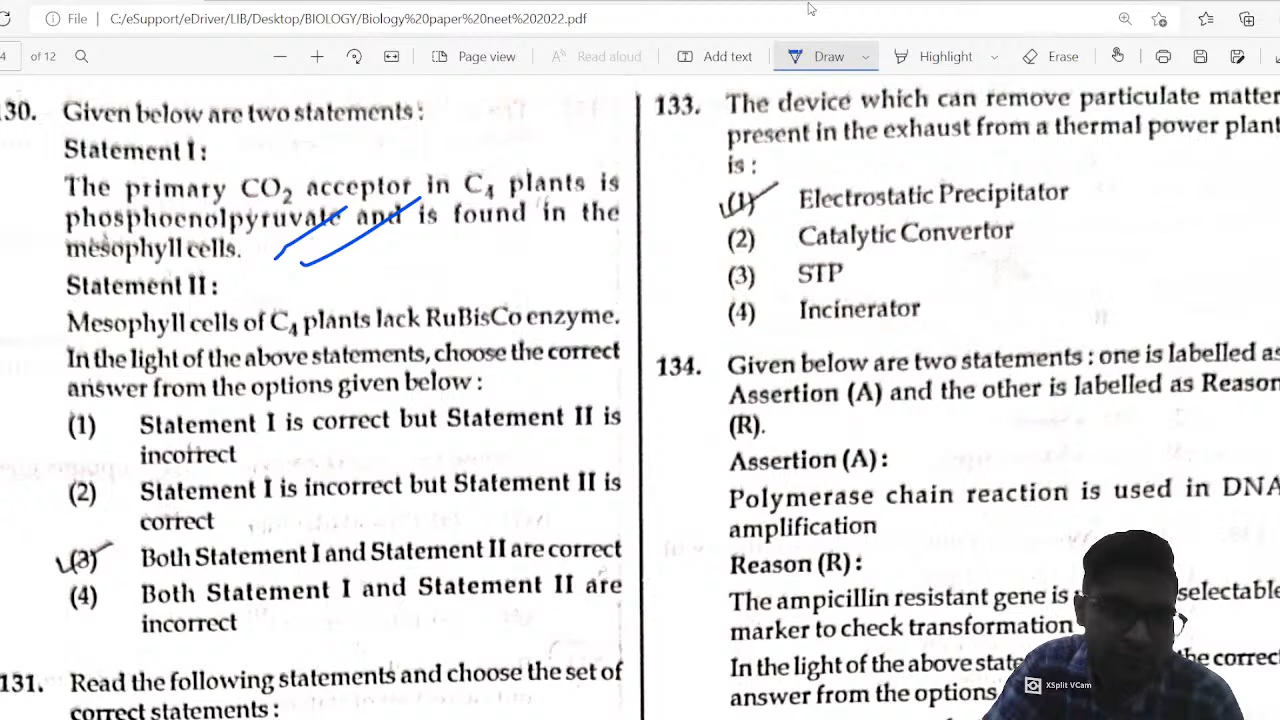 File
C:/eSupport/eDriver/LIB/Desktop/BIOLOGY/Biology%20paper%20neet%202022.pdf
4 of 12
Page view
Read aloud
Add text
Draw
Highlight
Erase
130. Given below are two statements :
Statement I :
The primary CO2 acceptor in C4 plants is
phosphoenolpyruvate and is found in the
mesophyll cells.
Statement II :
Mesophyll cells of C4 plants lack RuBisCo enzyme.
In the light of the above statements, choose the correct
answer from the options given below :
(1) Statement I is correct but Statement II is
incorrect
(2) Statement I is incorrect but Statement II is
correct
(3) Both Statement I and Statement II are correct
(4) Both Statement I and Statement II are
incorrect
131. Read the following statements and choose the set of
correct statements :
133. The device which can remove particulate matter
present in the exhaust from a thermal power plant
is :
(1) Electrostatic Precipitator
(2) Catalytic Convertor
(3) STP
(4) Incinerator
134. Given below are two statements : one is labelled as
Assertion (A) and the other is labelled as Reason
(R).
Assertion (A) :
Polymerase chain reaction is used in DNA
amplification
Reason (R) :
The ampicillin resistant gene is selectable
marker to check transformation
In the light of the above the correct
answer from the options
XSplit VCam